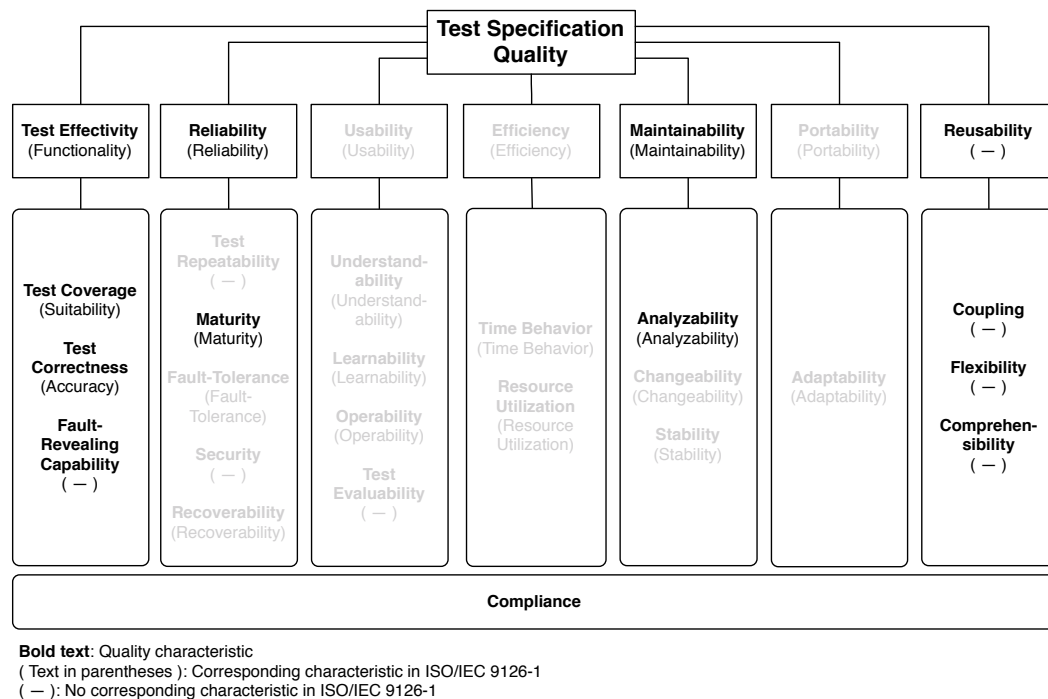 Test Specification
Quality
Test Effectivity
(Functionality)
Reliability
(Reliability)
Usability
(Usability)
Efficiency
(Efficiency)
Maintainability
(Maintainability)
Portability
(Portability)
Reusability
( — )
Test Coverage
(Suitability)
Test
Correctness
(Accuracy)
Fault-
Revealing
Capability
( — )
Test
Repeatability
( — )
Maturity
(Maturity)
Fault-Tolerance
(Fault-
Tolerance)
Security
( — )
Recoverability
(Recoverability)
Understand-
ability
(Understand-
ability)
Learnability
(Learnability)
Operability
(Operability)
Test
Evaluability
( — )
Time Behavior
(Time Behavior)
Resource
Utilization
(Resource
Utilization)
Analyzability
(Analyzability)
Changeability
(Changeability)
Stability
(Stability)
Adaptability
(Adaptability)
Coupling
( — )
Flexibility
( — )
Comprehen-
sibility
( — )
Compliance
Bold text: Quality characteristic
( Text in parentheses ): Corresponding characteristic in ISO/IEC 9126-1
( — ): No corresponding characteristic in ISO/IEC 9126-1